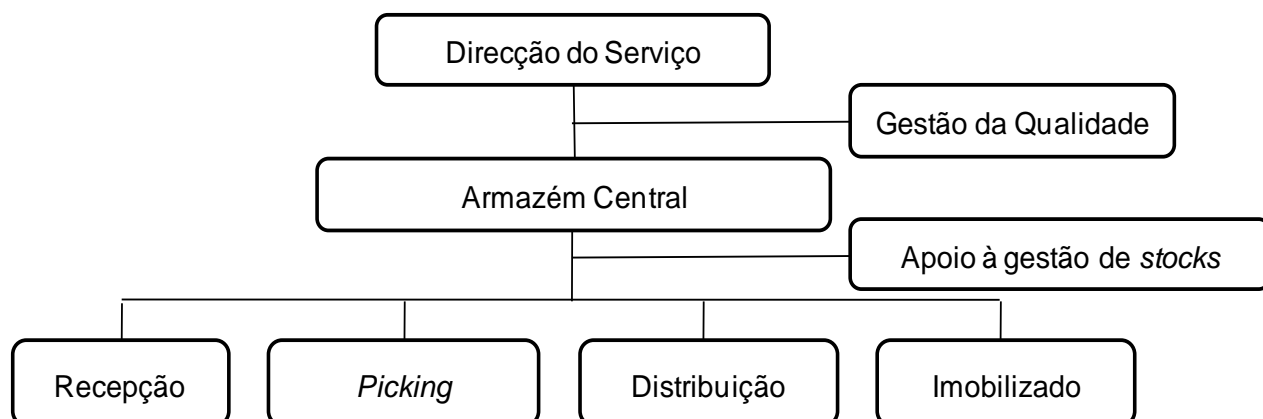 Direcção do Serviço
Gestão da Qualidade
Armazém Central
Apoio à gestão de stocks
Recepção
Picking
Distribuição
Imobilizado